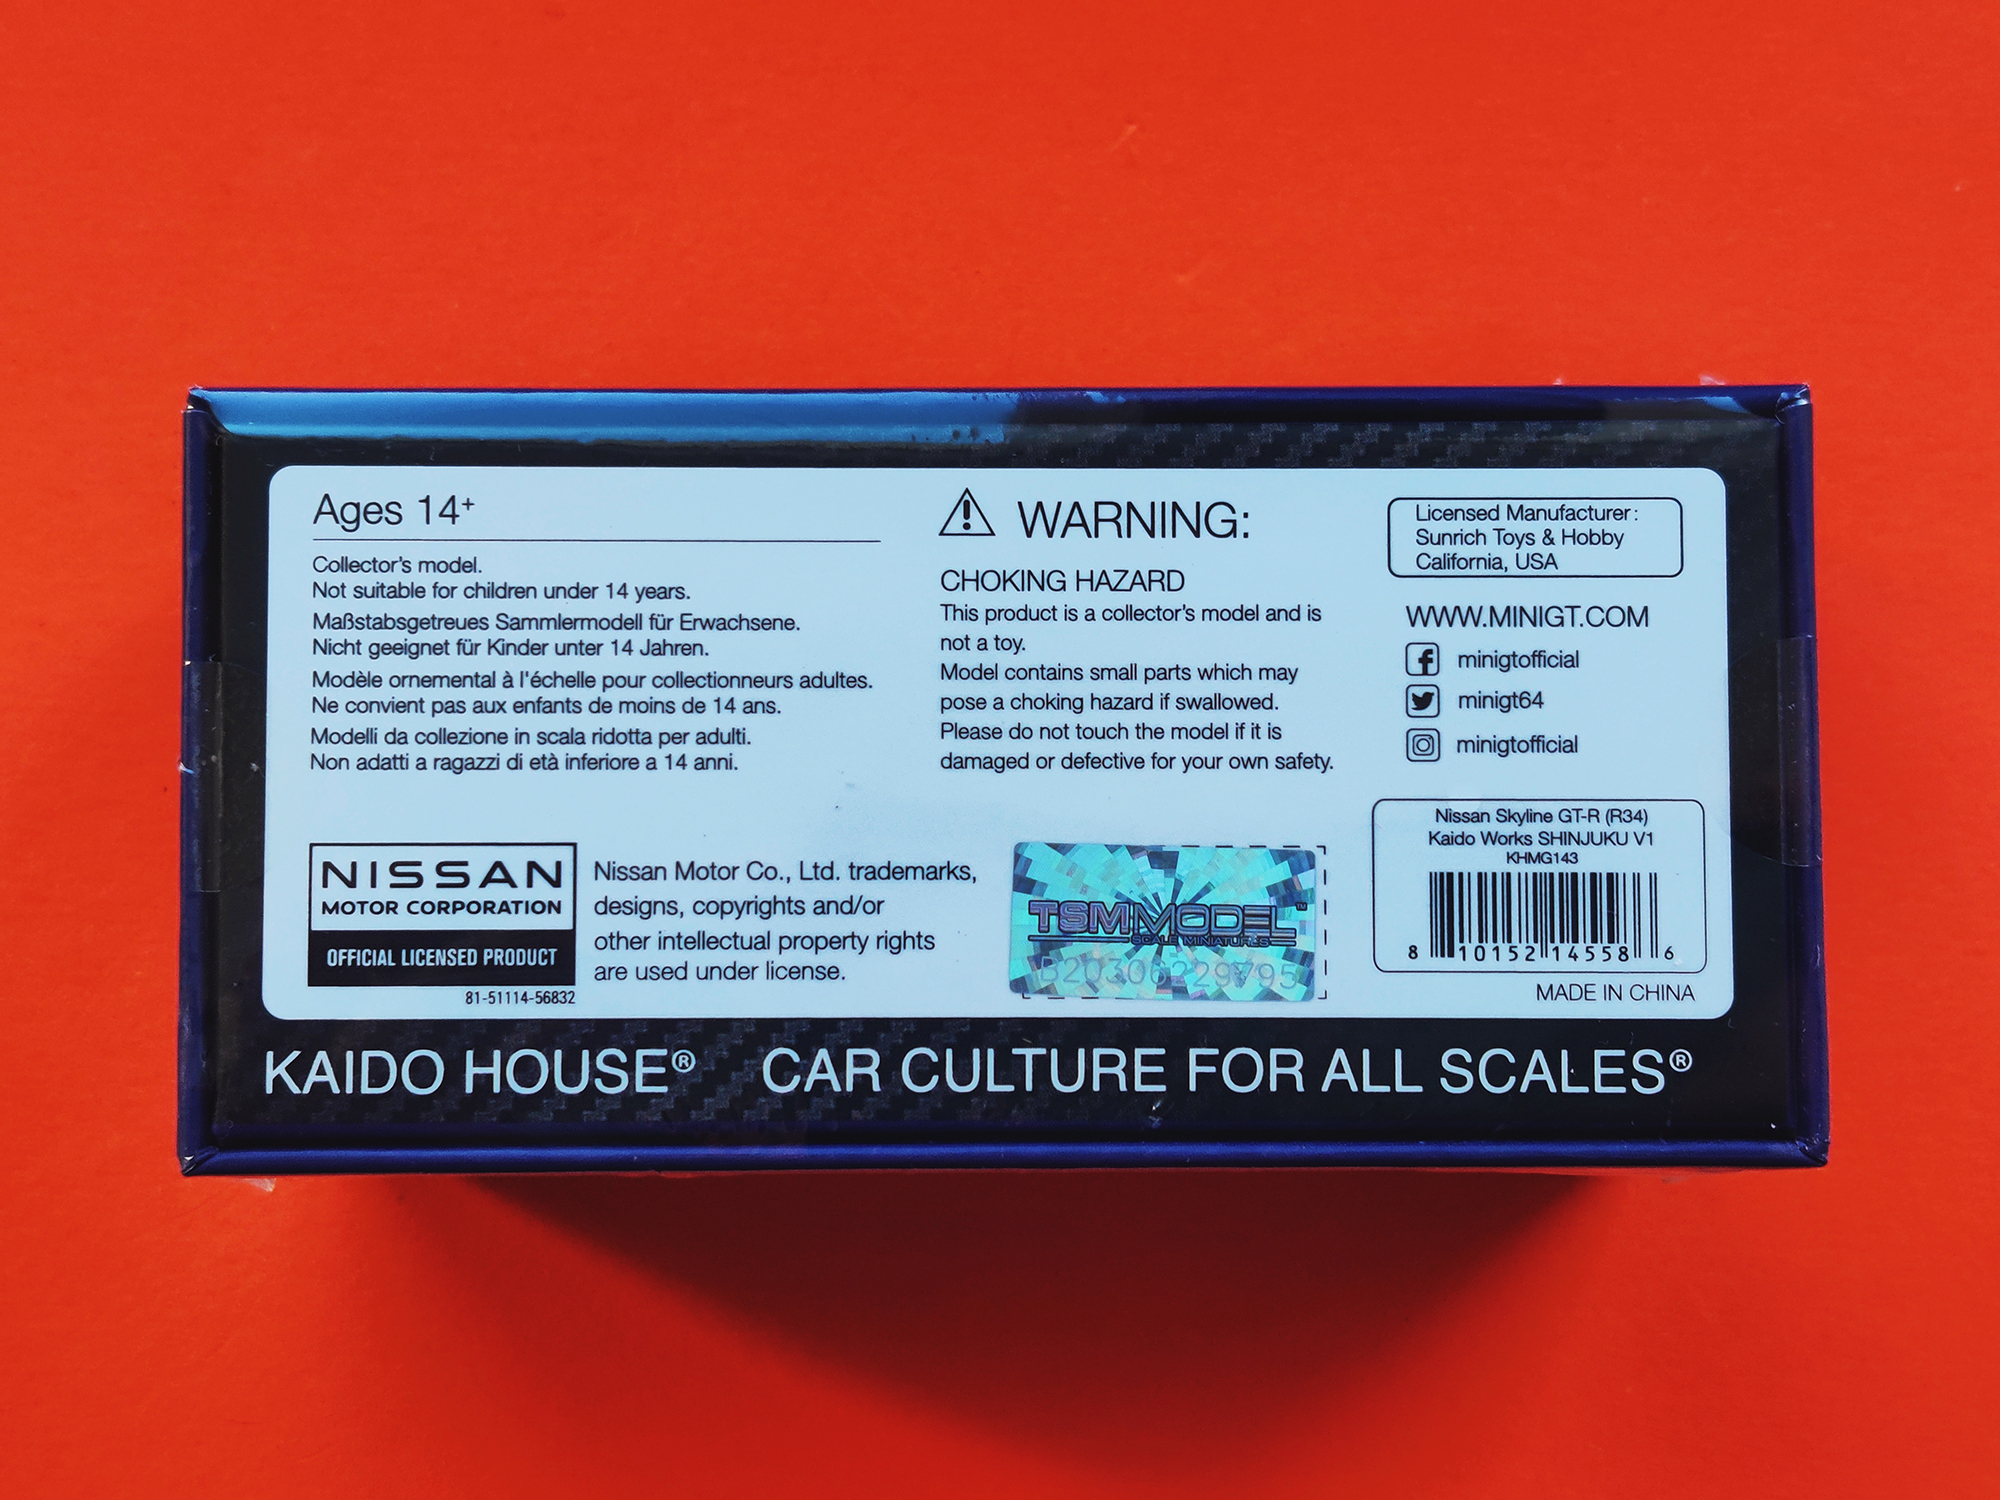 Ages 14+
Collector's model.
Not suitable for children under 14 years.
Maßstabsgetreues Sammlermodell für Erwachsene.
Nicht geeignet für Kinder unter 14 Jahren.
Modèle ornemental à l'échelle pour collectionneurs adultes.
Ne convient pas aux enfants de moins de 14 ans.
Modelli da collezione in scala ridotta per adulti.
Non adatti a ragazzi di età inferiore a 14 anni.
NISSAN
MOTOR CORPORATION
OFFICIAL LICENSED PRODUCT
81-51114-56832
Nissan Motor Co., Ltd. trademarks,
designs, copyrights and/or
other intellectual property rights
are used under license.
WARNING:
CHOKING HAZARD
This product is a collector's model and is
not a toy.
Model contains small parts which may
pose a choking hazard if swallowed.
Please do not touch the model if it is
damaged or defective for your own safety.
TSM MODEL™
SCALE MINIATURES
B20306229795
Licensed Manufacturer:
Sunrich Toys & Hobby
California, USA
WWW.MINIGT.COM
minigtofficial
minigt64
minigtofficial
Nissan Skyline GT-R (R34)
Kaido Works SHINJUKU V1
KHMG143
8 10152 14558 6
MADE IN CHINA
KAIDO HOUSE® CAR CULTURE FOR ALL SCALES®